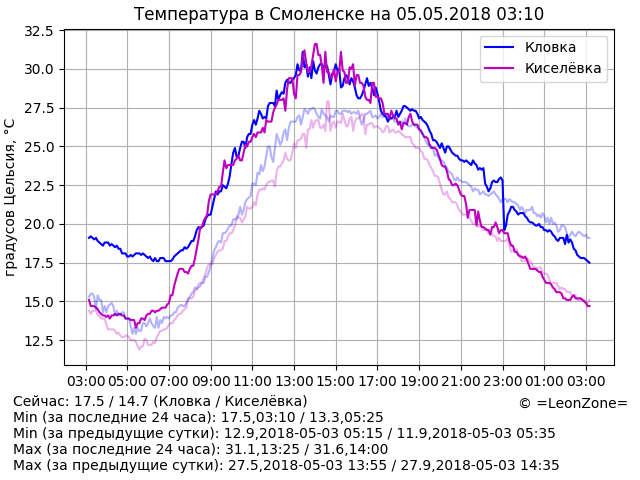 Температура в Смоленске на 05.05.2018 03:10
градусов Цельсия, °C
32.5
30.0
27.5
25.0
22.5
20.0
17.5
15.0
12.5
Кловка
Киселёвка
03:00 05:00 07:00 09:00 11:00 13:00 15:00 17:00 19:00 21:00 23:00 01:00 03:00
Сейчас: 17.5 / 14.7 (Кловка / Киселёвка)
© =LeonZone=
Min (за последние 24 часа): 17.5,03:10 / 13.3,05:25
Min (за предыдущие сутки): 12.9,2018-05-03 05:15 / 11.9,2018-05-03 05:35
Max (за последние 24 часа): 31.1,13:25 / 31.6,14:00
Max (за предыдущие сутки): 27.5,2018-05-03 13:55 / 27.9,2018-05-03 14:35